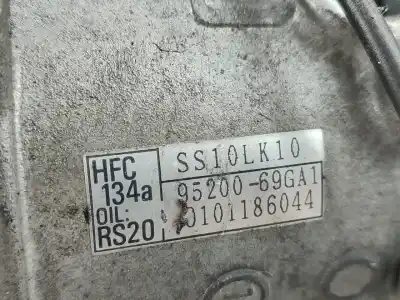 HFC
134a
OIL:
RS20
SS10LK10
95200-69GA1
0101186044